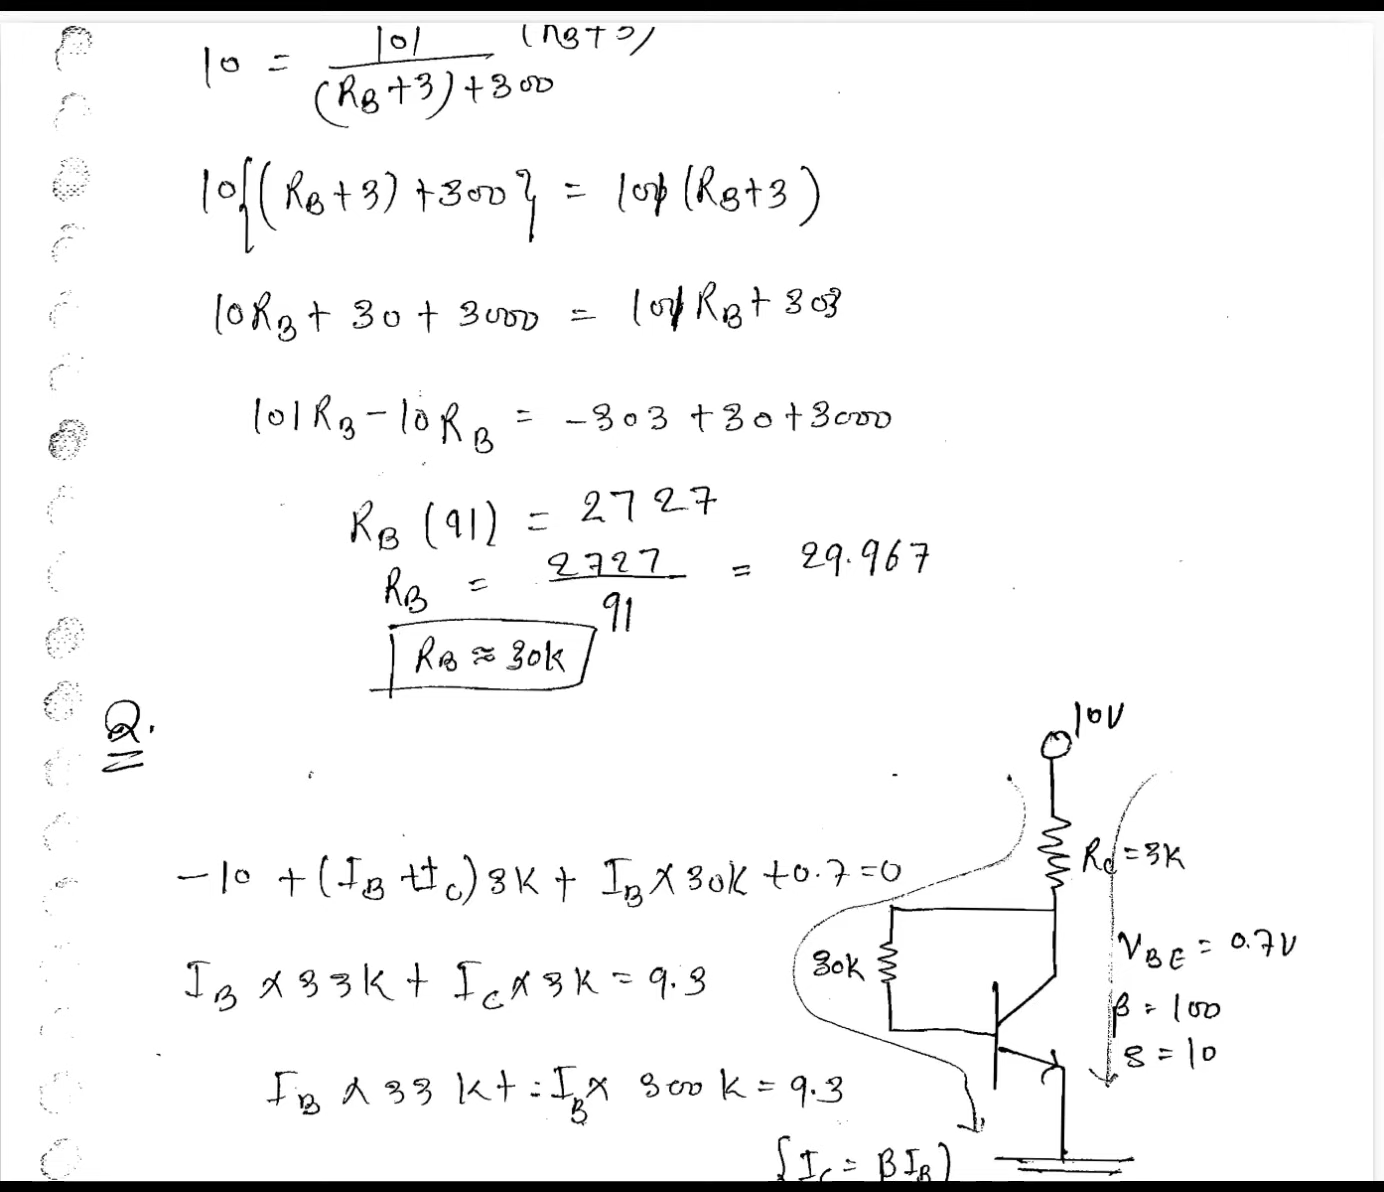 10 = 101 (RB+3) / (RB+3)+300
10{(RB+3)+300} = 101(RB+3)
10RB + 30 + 3000 = 101RB + 303
101RB - 10RB = -303 + 30 + 3000
RB (91) = 2727
RB = 2727/91 = 29.967
RB ≈ 30k
Q.
10V
RC = 3K
-10 + (IB + IC) 3K + IB × 30K + 0.7 = 0
VBE = 0.7V
30K
IB × 33K + IC × 3K = 9.3
β = 100
S = 10
IB × 33 K + IB × 300 K = 9.3
{IC = βIB}